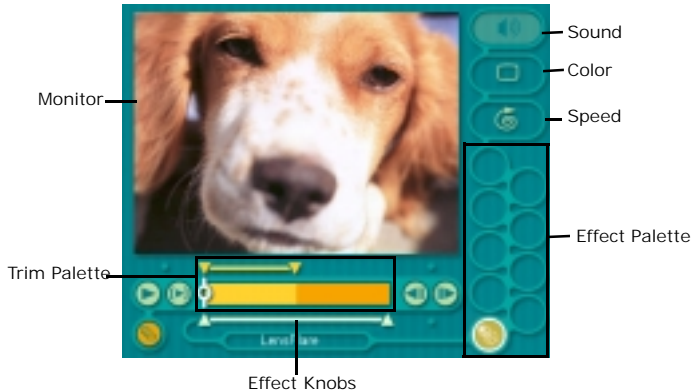 Sound
Color
Monitor
Speed
Effect Palette
Trim Palette
LensFlare
Effect Knobs